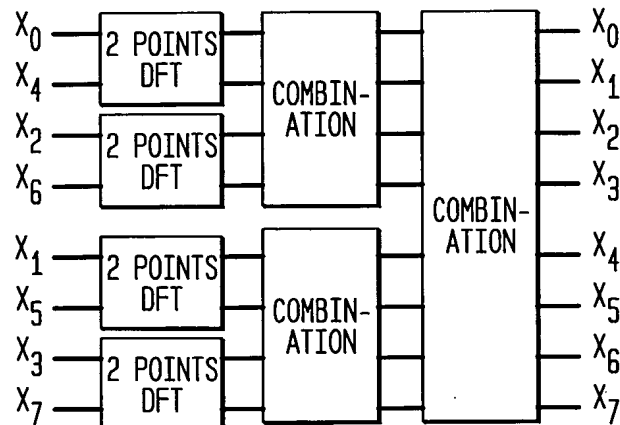 X0
X4
X2
X6
X1
X5
X3
X7
2 POINTS
DFT
2 POINTS
DFT
2 POINTS
DFT
2 POINTS
DFT
COMBIN-
ATION
COMBIN-
ATION
COMBIN-
ATION
X0
X1
X2
X3
X4
X5
X6
X7